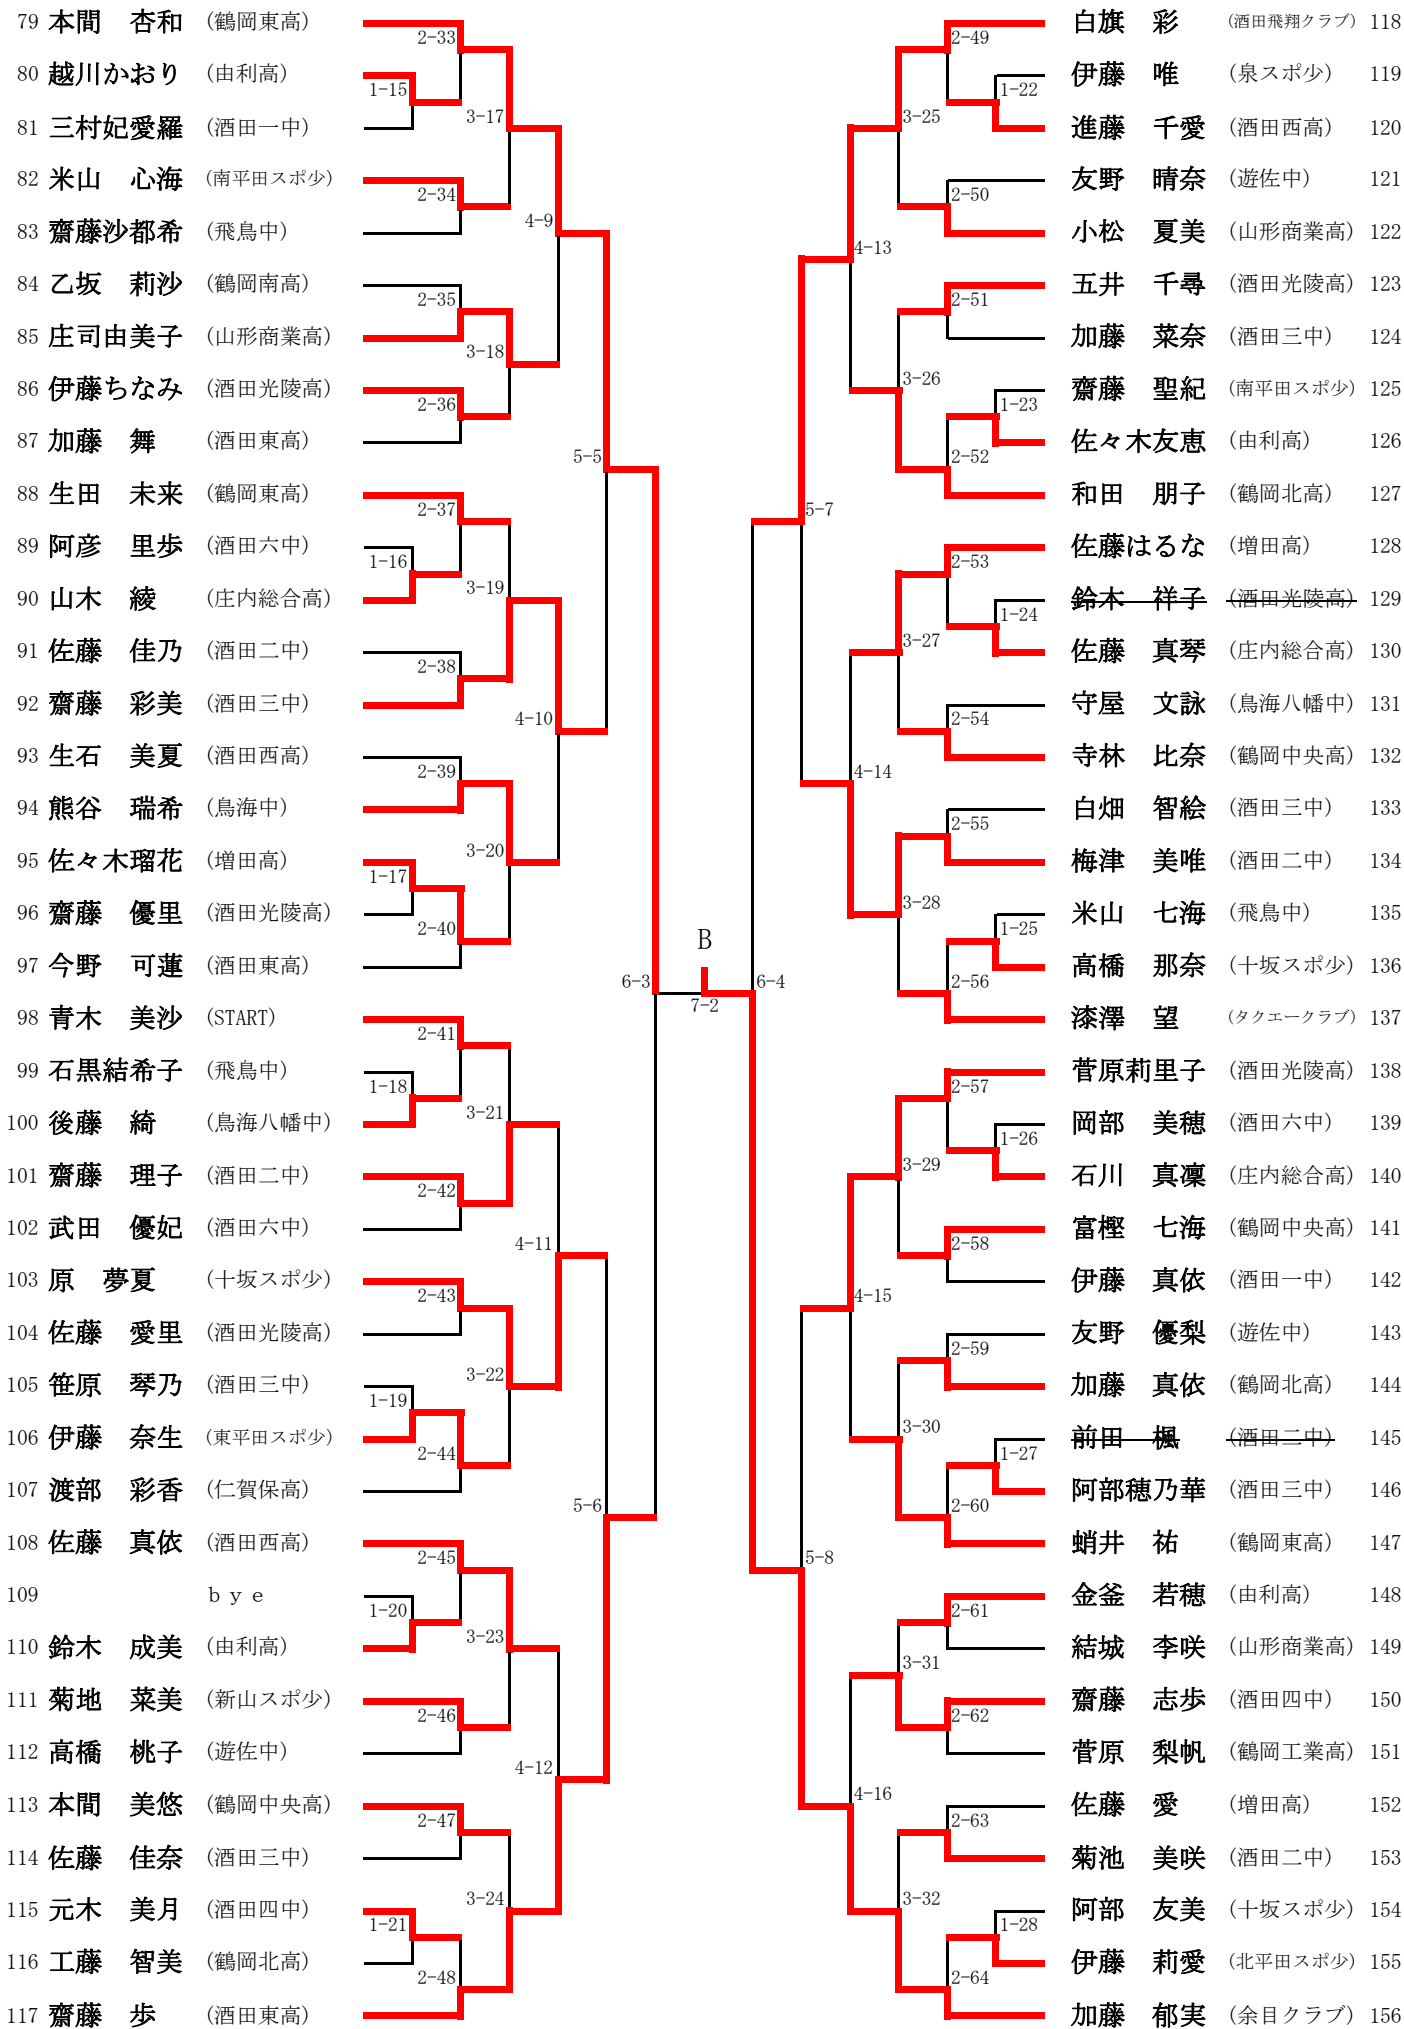 79 本間　杏和 (鶴岡東高)
80 越川かおり (由利高)
81 三村妃愛羅 (酒田一中)
82 米山　心海 (南平田スポ少)
83 齋藤沙都希 (飛鳥中)
84 乙坂　莉沙 (鶴岡南高)
85 庄司由美子 (山形商業高)
86 伊藤ちなみ (酒田光陵高)
87 加藤　舞 (酒田東高)
88 生田　未来 (鶴岡東高)
89 阿彦　里歩 (酒田六中)
90 山木　綾 (庄内総合高)
91 佐藤　佳乃 (酒田二中)
92 齋藤　彩美 (酒田三中)
93 生石　美夏 (酒田西高)
94 熊谷　瑞希 (鳥海中)
95 佐々木瑠花 (増田高)
96 齋藤　優里 (酒田光陵高)
97 今野　可蓮 (酒田東高)
98 青木　美沙 (START)
99 石黒結希子 (飛鳥中)
100 後藤　綺 (鳥海八幡中)
101 齋藤　理子 (酒田二中)
102 武田　優妃 (酒田六中)
103 原　夢夏 (十坂スポ少)
104 佐藤　愛里 (酒田光陵高)
105 笹原　琴乃 (酒田三中)
106 伊藤　奈生 (東平田スポ少)
107 渡部　彩香 (仁賀保高)
108 佐藤　真依 (酒田西高)
109 ｂｙｅ
110 鈴木　成美 (由利高)
111 菊地　菜美 (新山スポ少)
112 高橋　桃子 (遊佐中)
113 本間　美悠 (鶴岡中央高)
114 佐藤　佳奈 (酒田三中)
115 元木　美月 (酒田四中)
116 工藤　智美 (鶴岡北高)
117 齋藤　歩 (酒田東高)
1-15
1-16
1-17
1-18
1-19
1-20
1-21
2-33
2-34
2-35
2-36
2-37
2-38
2-39
2-40
2-41
2-42
2-43
2-44
2-45
2-46
2-47
2-48
3-17
3-18
3-19
3-20
3-21
3-22
3-23
3-24
4-9
4-10
4-11
4-12
5-5
5-6
6-3
B
7-2
6-4
5-7
5-8
4-13
4-14
4-15
4-16
3-25
3-26
3-27
3-28
3-29
3-30
3-31
3-32
2-49
2-50
2-51
2-52
2-53
2-54
2-55
2-56
2-57
2-58
2-59
2-60
2-61
2-62
2-63
2-64
1-22
1-23
1-24
1-25
1-26
1-27
1-28
白旗　彩 (酒田飛翔クラブ) 118
伊藤　唯 (泉スポ少) 119
進藤　千愛 (酒田西高) 120
友野　晴奈 (遊佐中) 121
小松　夏美 (山形商業高) 122
五井　千尋 (酒田光陵高) 123
加藤　菜奈 (酒田三中) 124
齋藤　聖紀 (南平田スポ少) 125
佐々木友恵 (由利高) 126
和田　朋子 (鶴岡北高) 127
佐藤はるな (増田高) 128
鈴木　祥子 (酒田光陵高) 129
佐藤　真琴 (庄内総合高) 130
守屋　文詠 (鳥海八幡中) 131
寺林　比奈 (鶴岡中央高) 132
白畑　智絵 (酒田三中) 133
梅津　美唯 (酒田二中) 134
米山　七海 (飛鳥中) 135
高橋　那奈 (十坂スポ少) 136
漆澤　望 (タクエークラブ) 137
菅原莉里子 (酒田光陵高) 138
岡部　美穂 (酒田六中) 139
石川　真凜 (庄内総合高) 140
富樫　七海 (鶴岡中央高) 141
伊藤　真依 (酒田一中) 142
友野　優梨 (遊佐中) 143
加藤　真依 (鶴岡北高) 144
前田　楓 (酒田二中) 145
阿部穂乃華 (酒田三中) 146
蛸井　祐 (鶴岡東高) 147
金釜　若穂 (由利高) 148
結城　李咲 (山形商業高) 149
齋藤　志歩 (酒田四中) 150
菅原　梨帆 (鶴岡工業高) 151
佐藤　愛 (増田高) 152
菊池　美咲 (酒田二中) 153
阿部　友美 (十坂スポ少) 154
伊藤　莉愛 (北平田スポ少) 155
加藤　郁実 (余目クラブ) 156